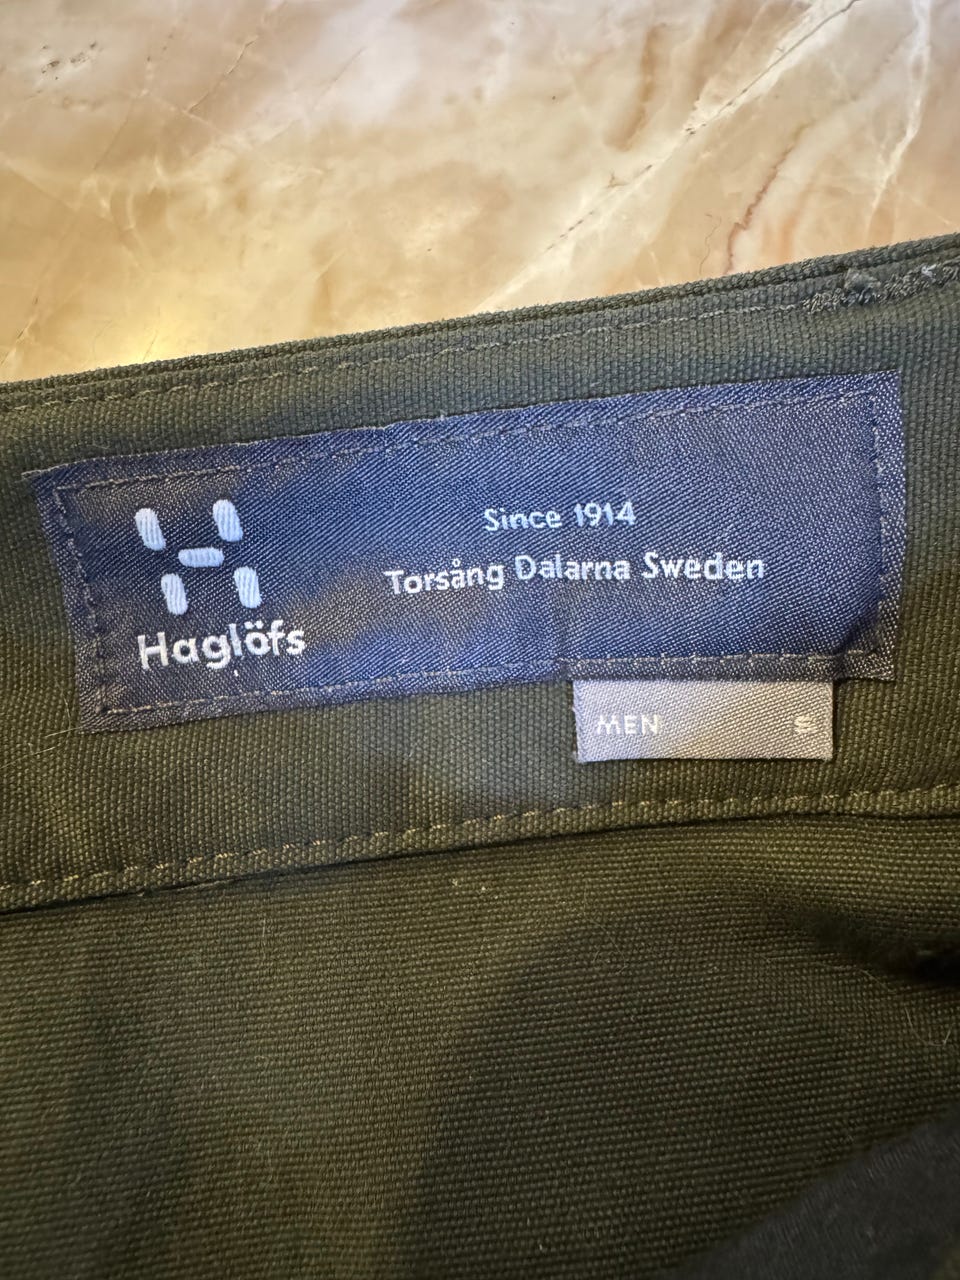 Since 1914
Torsång Dalarna Sweden
Haglöfs
MEN S